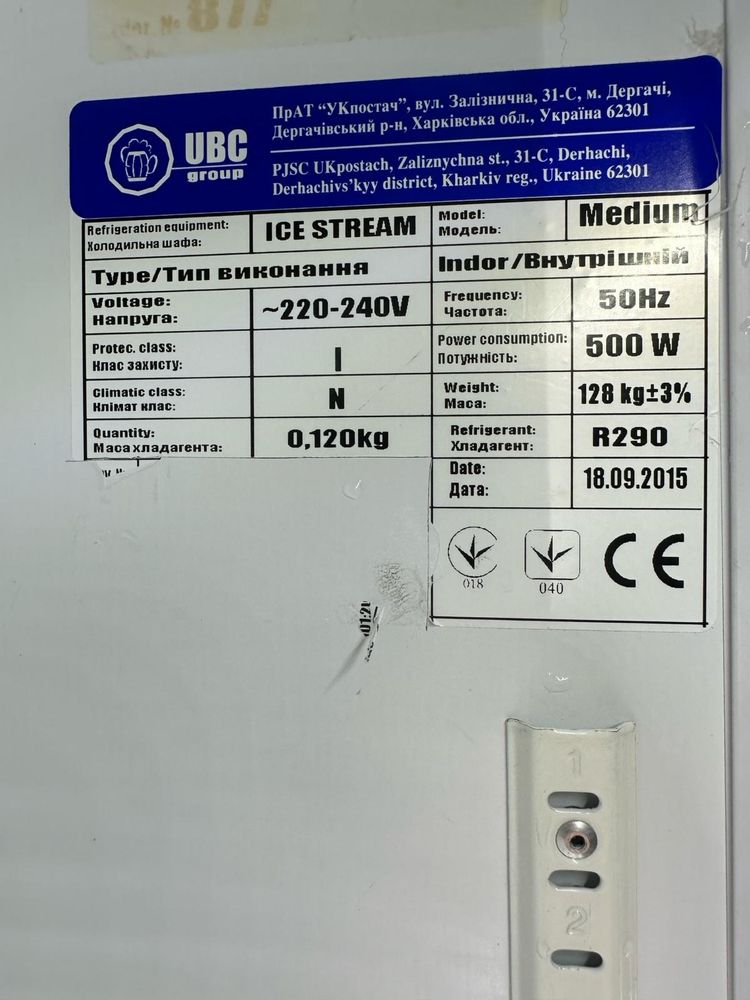 UBC
group
ПрАТ "УКпостач", вул. Залізнична, 31-С, м. Дергачі,
Дергачівський р-н, Харківська обл., Україна 62301
PJSC UKpostach, Zaliznychna st., 31-C, Derhachi,
Derhachivs'kyy district, Kharkiv reg., Ukraine 62301
Refrigeration equipment:
Холодильна шафа:
ICE STREAM
Model:
Модель:
Medium
Type/Тип виконання
Indor/Внутрішній
Voltage:
Напруга:
~220-240V
Frequency:
Частота:
50Hz
Protec. class:
Клас захисту:
I
Power consumption:
Потужність:
500 W
Climatic class:
Клімат клас:
N
Weight:
Маса:
128 kg±3%
Quantity:
Маса хладагента:
0,120kg
Refrigerant:
Хладагент:
R290
Date:
Дата:
18.09.2015
018
040
CE
1
2